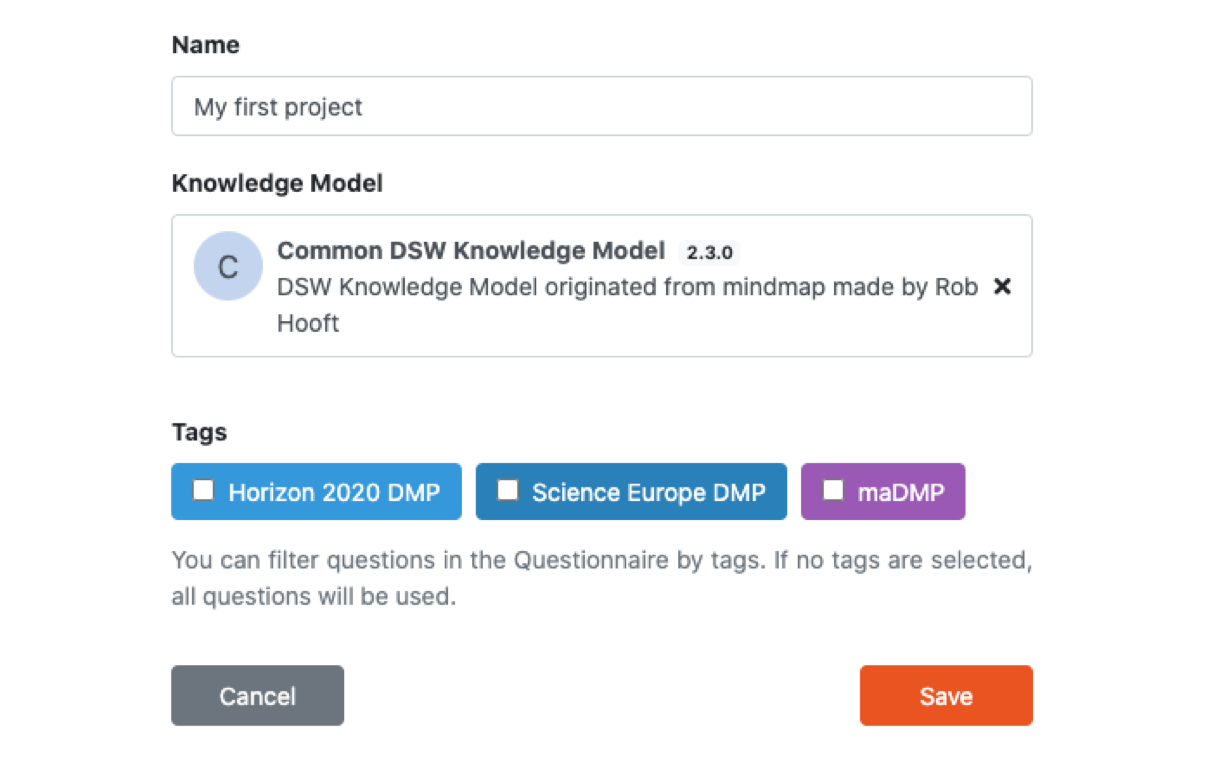 Name
My first project
Knowledge Model
C
Common DSW Knowledge Model 2.3.0
DSW Knowledge Model originated from mindmap made by Rob
Hooft
Tags
Horizon 2020 DMP Science Europe DMP maDMP
You can filter questions in the Questionnaire by tags. If no tags are selected,
all questions will be used.
Cancel Save